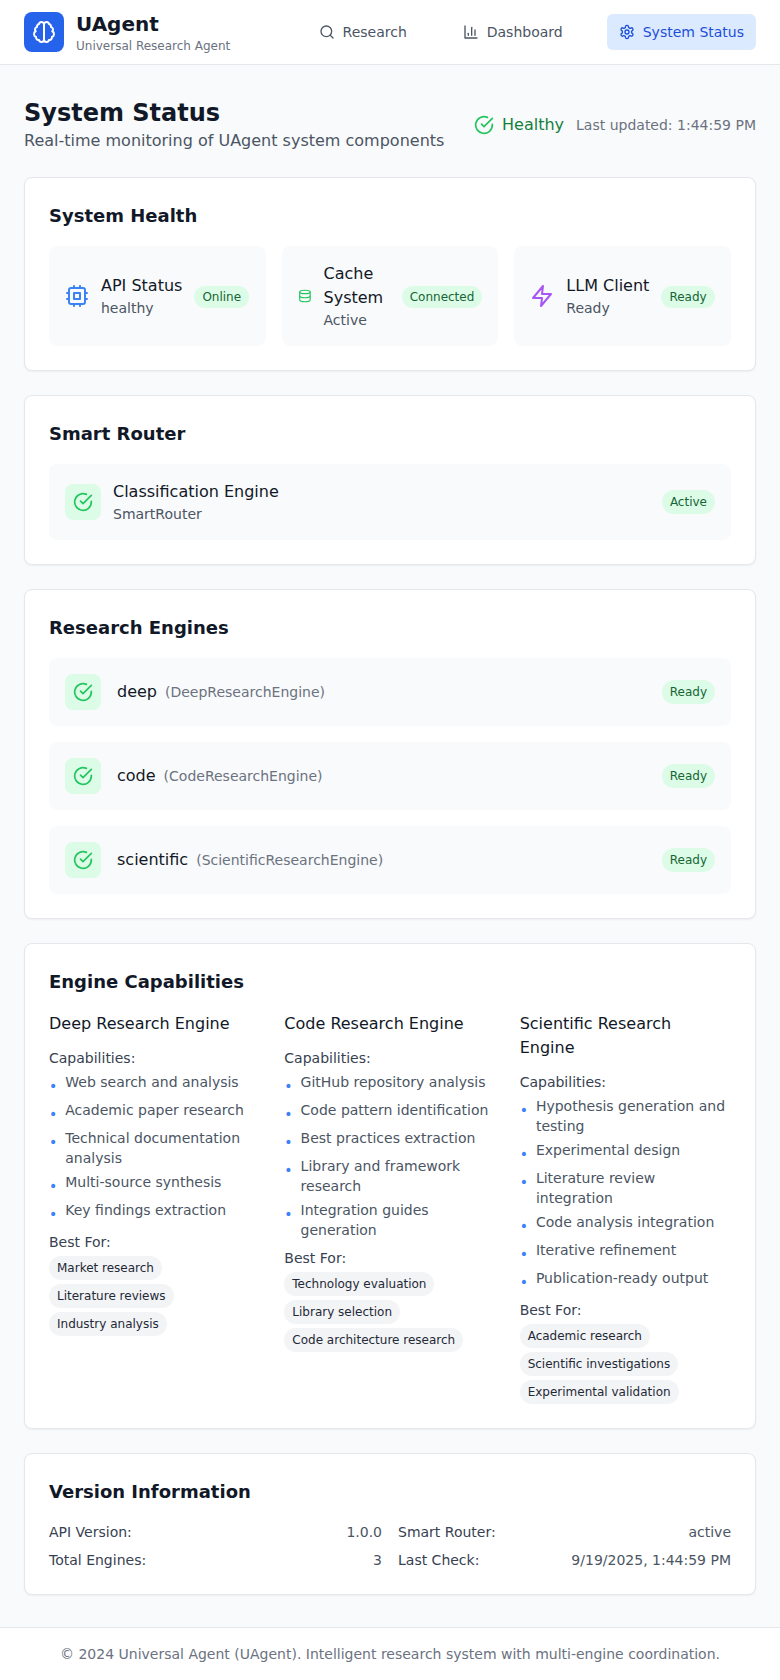 UAgent
Universal Research Agent
Research
Dashboard
System Status
System Status
Real-time monitoring of UAgent system components
Healthy
Last updated: 1:44:59 PM
System Health
API Status
healthy
Online
Cache
System
Active
Connected
LLM Client
Ready
Ready
Smart Router
Classification Engine
SmartRouter
Active
Research Engines
deep (DeepResearchEngine)
Ready
code (CodeResearchEngine)
Ready
scientific (ScientificResearchEngine)
Ready
Engine Capabilities
Deep Research Engine
Capabilities:
• Web search and analysis
• Academic paper research
• Technical documentation
analysis
• Multi-source synthesis
• Key findings extraction
Best For:
Market research
Literature reviews
Industry analysis
Code Research Engine
Capabilities:
• GitHub repository analysis
• Code pattern identification
• Best practices extraction
• Library and framework
research
• Integration guides
generation
Best For:
Technology evaluation
Library selection
Code architecture research
Scientific Research
Engine
Capabilities:
• Hypothesis generation and
testing
• Experimental design
• Literature review
integration
• Code analysis integration
• Iterative refinement
• Publication-ready output
Best For:
Academic research
Scientific investigations
Experimental validation
Version Information
API Version: 1.0.0
Smart Router: active
Total Engines: 3
Last Check: 9/19/2025, 1:44:59 PM
© 2024 Universal Agent (UAgent). Intelligent research system with multi-engine coordination.